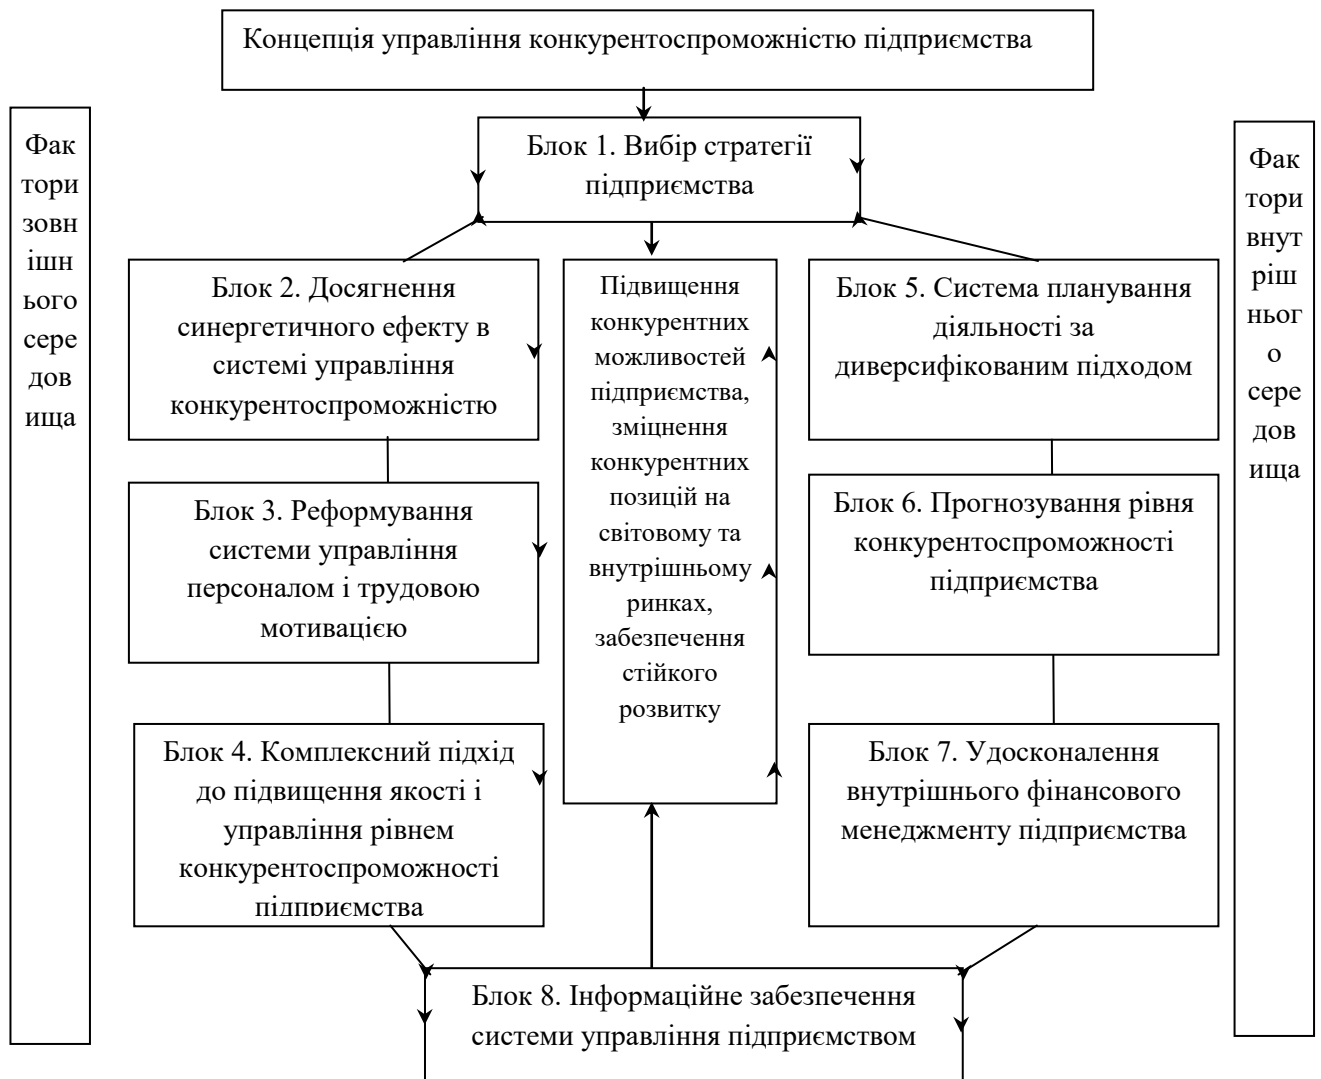 Концепція управління конкурентоспроможністю підприємства
Фак
тори
зовн
ішн
ього
сере
дов
ища
Блок 1. Вибір стратегії
підприємства
Фак
тори
внут
ріш
ньог
о
сере
дов
ища
Блок 2. Досягнення
синергетичного ефекту в
системі управління
конкурентоспроможністю
Підвищення
конкурентних
можливостей
підприємства,
зміцнення
конкурентних
позицій на
світовому та
внутрішньому
ринках,
забезпечення
стійкого
розвитку
Блок 5. Система планування
діяльності за
диверсифікованим підходом
Блок 3. Реформування
системи управління
персоналом і трудовою
мотивацією
Блок 6. Прогнозування рівня
конкурентоспроможності
підприємства
Блок 4. Комплексний підхід
до підвищення якості і
управління рівнем
конкурентоспроможності
підприємства
Блок 7. Удосконалення
внутрішнього фінансового
менеджменту підприємства
Блок 8. Інформаційне забезпечення
системи управління підприємством